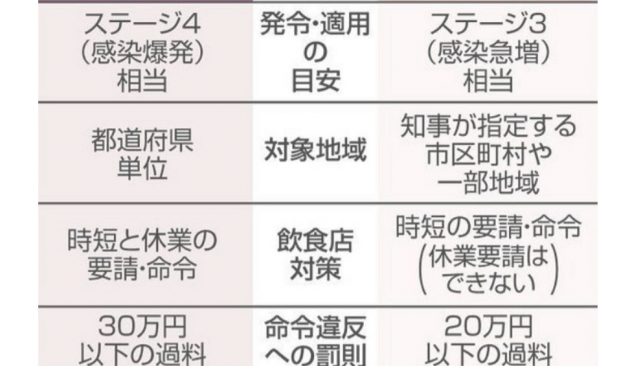 ステージ4
（感染爆発）
相当
発令・適用
の
目安
ステージ3
（感染急増）
相当
都道府県
単位
対象地域
知事が指定する
市区町村や
一部地域
時短と休業の
要請・命令
飲食店
対策
時短の要請・命令
（休業要請は
できない）
30万円
以下の過料
命令違反
への罰則
20万円
以下の過料